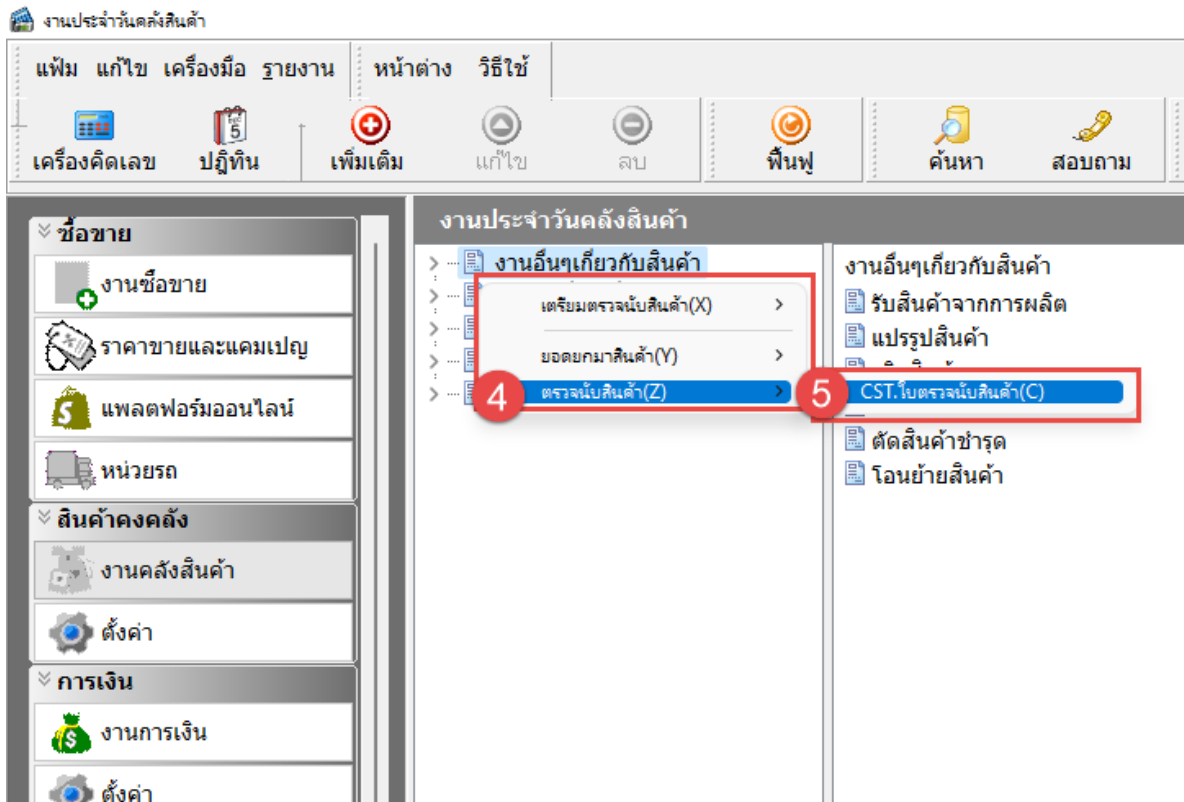 งานประจำวันคลังสินค้า
แฟ้ม แก้ไข เครื่องมือ รายงาน หน้าต่าง วิธีใช้
เครื่องคิดเลข ปฏิทิน เพิ่มเติม แก้ไข ลบ ฟื้นฟู ค้นหา สอบถาม
ซื้อขาย
งานซื้อขาย
ราคาขายและแคมเปญ
แพลตฟอร์มออนไลน์
หน่วยรถ
สินค้าคงคลัง
งานคลังสินค้า
ตั้งค่า
การเงิน
งานการเงิน
ตั้งค่า
งานประจำวันคลังสินค้า
งานอื่นๆเกี่ยวกับสินค้า
เตรียมตรวจนับสินค้า(X)
ยอดยกมาสินค้า(Y)
4 ตรวจนับสินค้า(Z)
5 CST.ใบตรวจนับสินค้า(C)
งานอื่นๆเกี่ยวกับสินค้า
รับสินค้าจากการผลิต
แปรรูปสินค้า
ตัดสินค้าชำรุด
โอนย้ายสินค้า